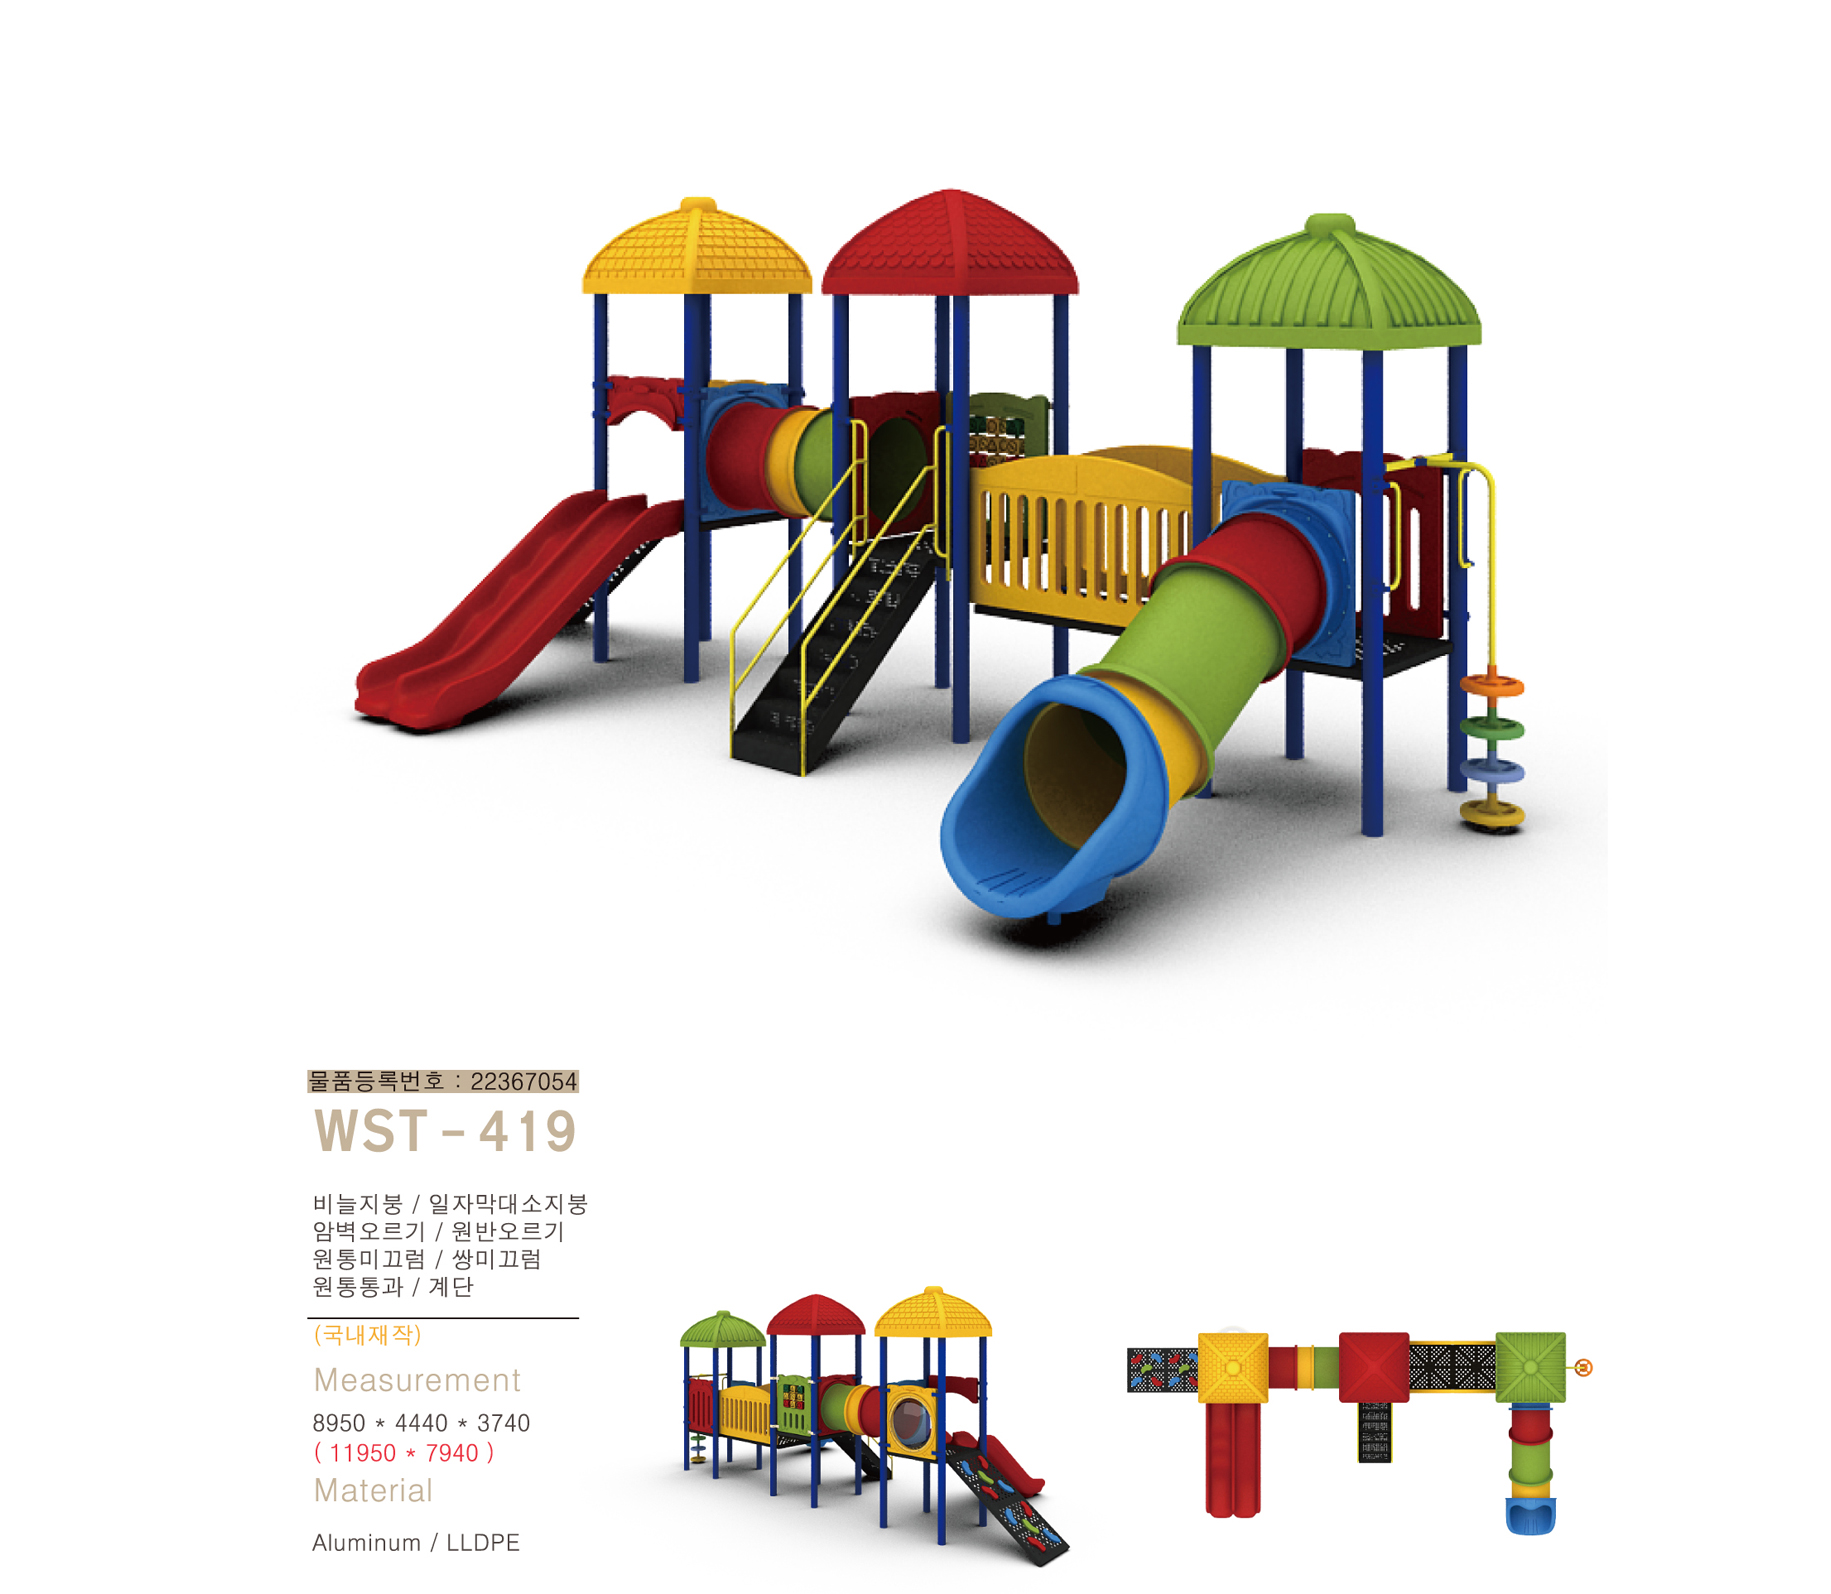 물품등록번호 : 22367054
WST - 419
비늘지붕 / 일자막대소지붕
암벽오르기 / 원반오르기
원통미끄럼 / 쌍미끄럼
원통통과 / 계단
(국내재작)
Measurement
8950 * 4440 * 3740
( 11950 * 7940 )
Material
Aluminum / LLDPE